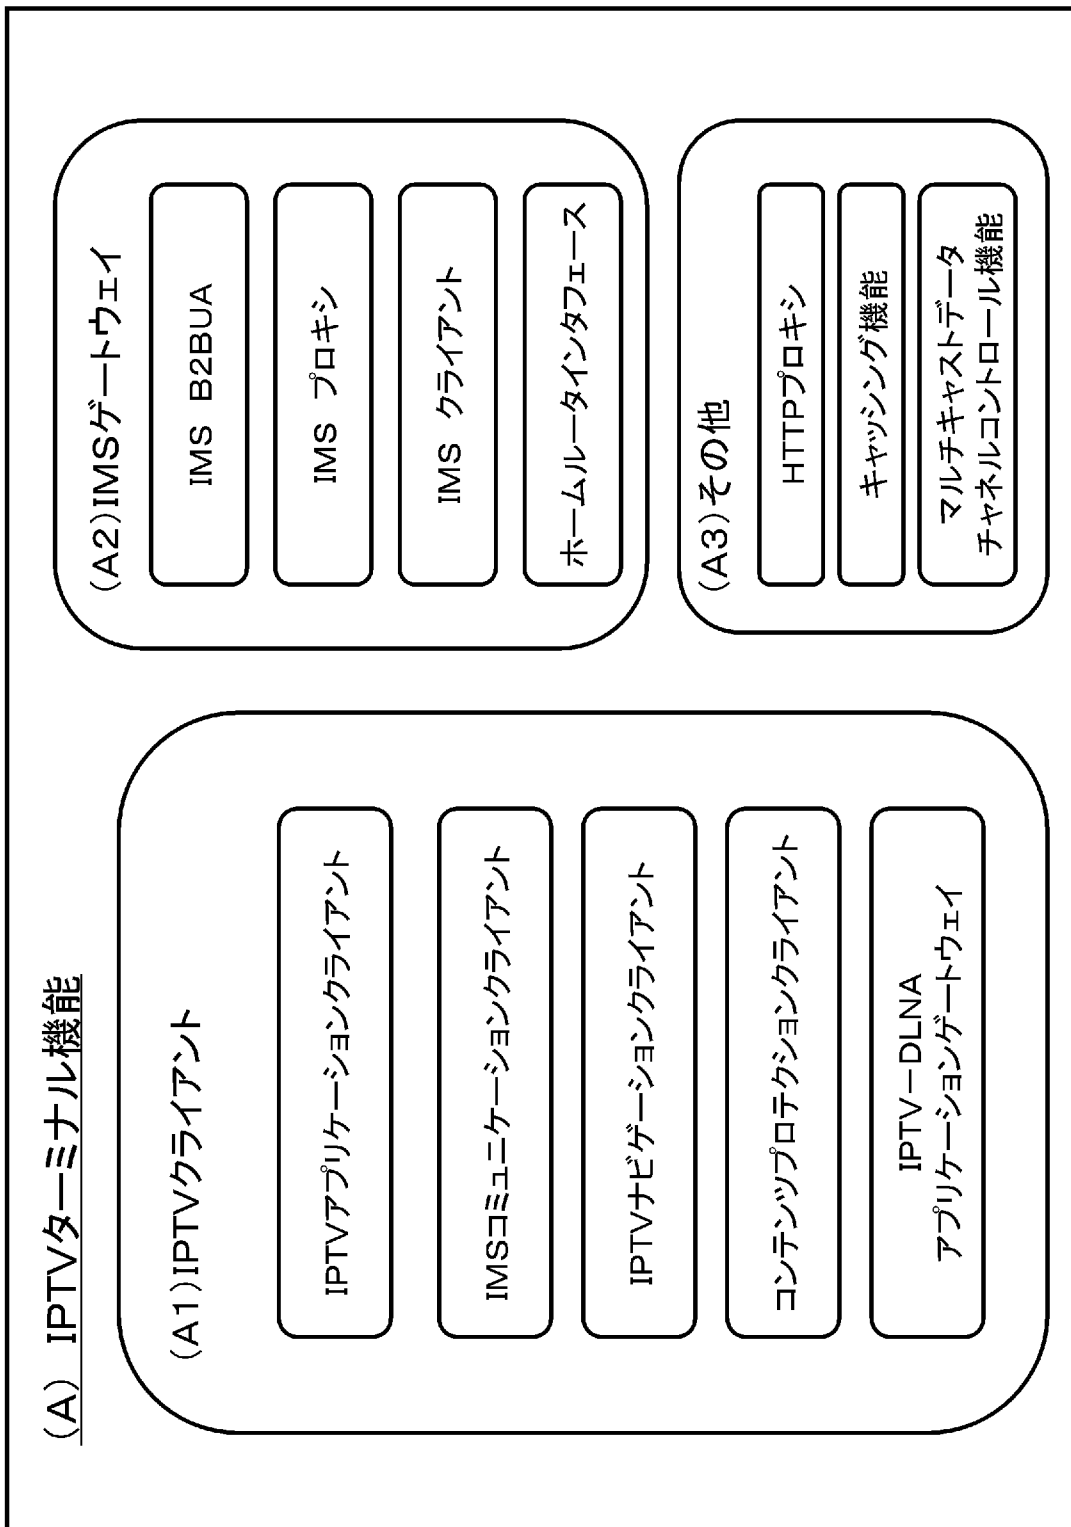 (A) IPTVターミナル機能
(A1)IPTVクライアント
IPTVアプリケーションクライアント
IMSコミュニケーションクライアント
IPTVナビゲーションクライアント
コンテンツプロテクションクライアント
IPTV－DLNA
アプリケーションゲートウェイ
(A2)IMSゲートウェイ
IMS B2BUA
IMS プロキシ
IMS クライアント
ホームルータインタフェース
(A3)その他
HTTPプロキシ
キャッシング機能
マルチキャストデータ
チャネルコントロール機能